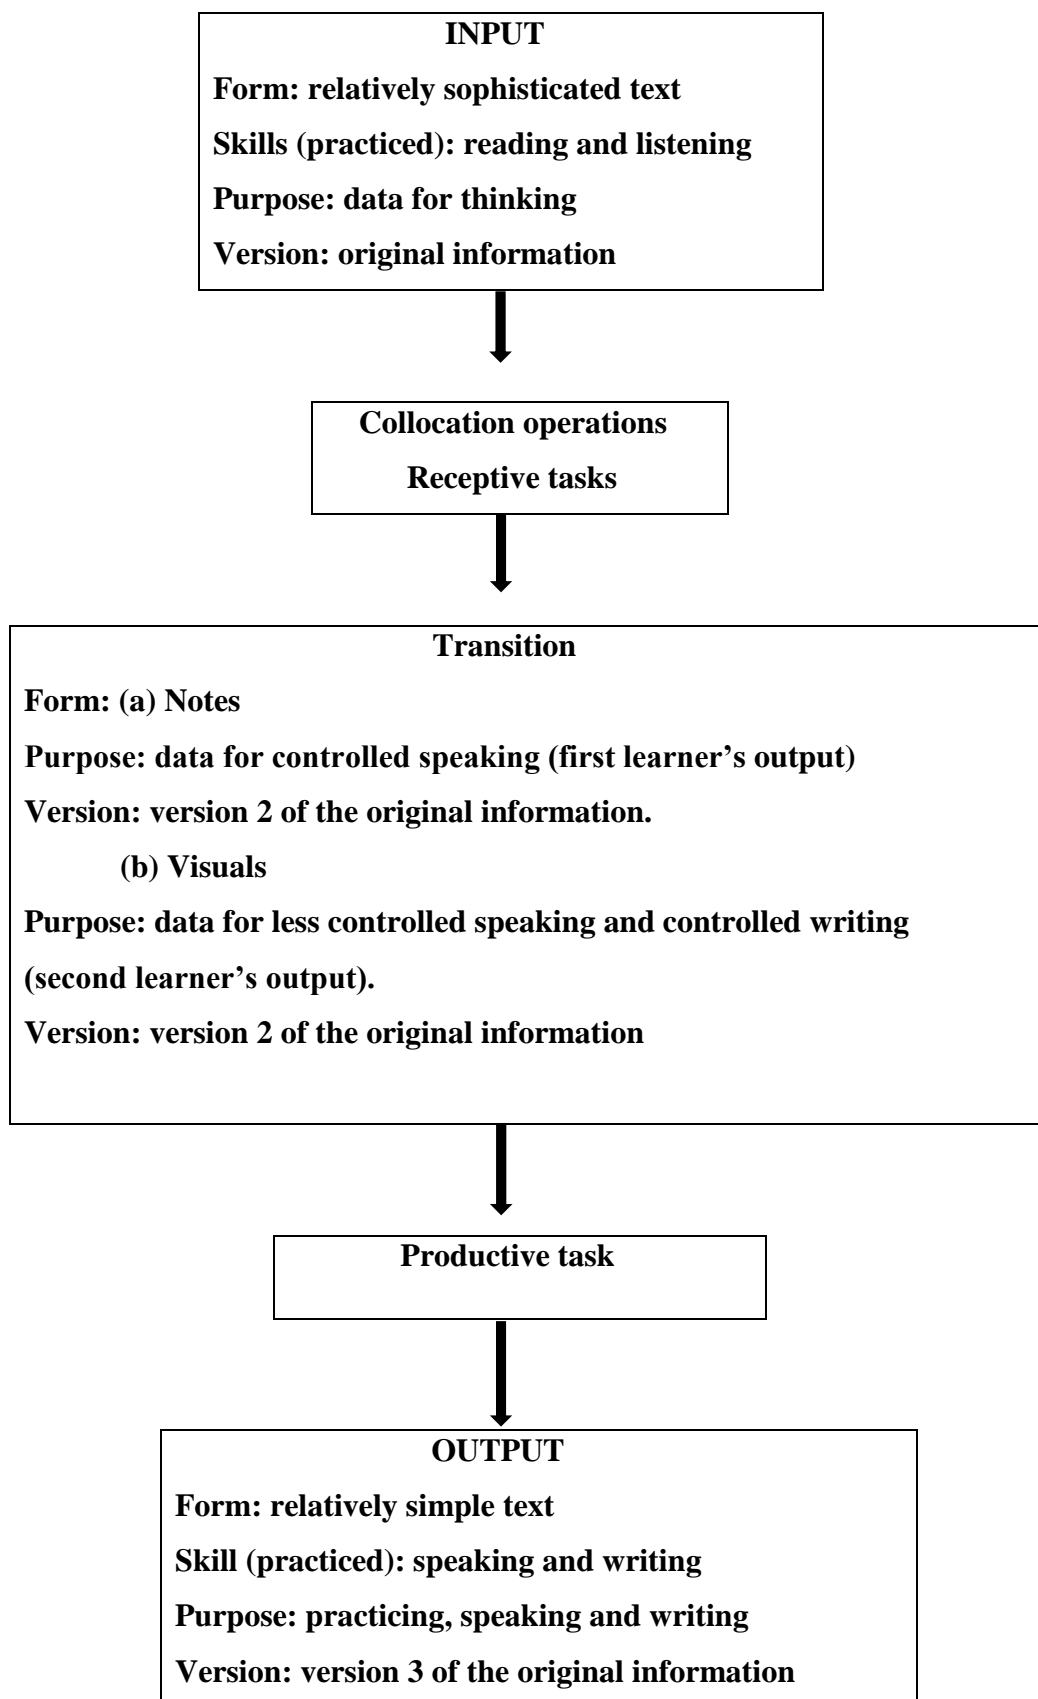 INPUT
Form: relatively sophisticated text
Skills (practiced): reading and listening
Purpose: data for thinking
Version: original information
Collocation operations
Receptive tasks
Transition
Form: (a) Notes
Purpose: data for controlled speaking (first learner’s output)
Version: version 2 of the original information.
(b) Visuals
Purpose: data for less controlled speaking and controlled writing
(second learner’s output).
Version: version 2 of the original information
Productive task
OUTPUT
Form: relatively simple text
Skill (practiced): speaking and writing
Purpose: practicing, speaking and writing
Version: version 3 of the original information